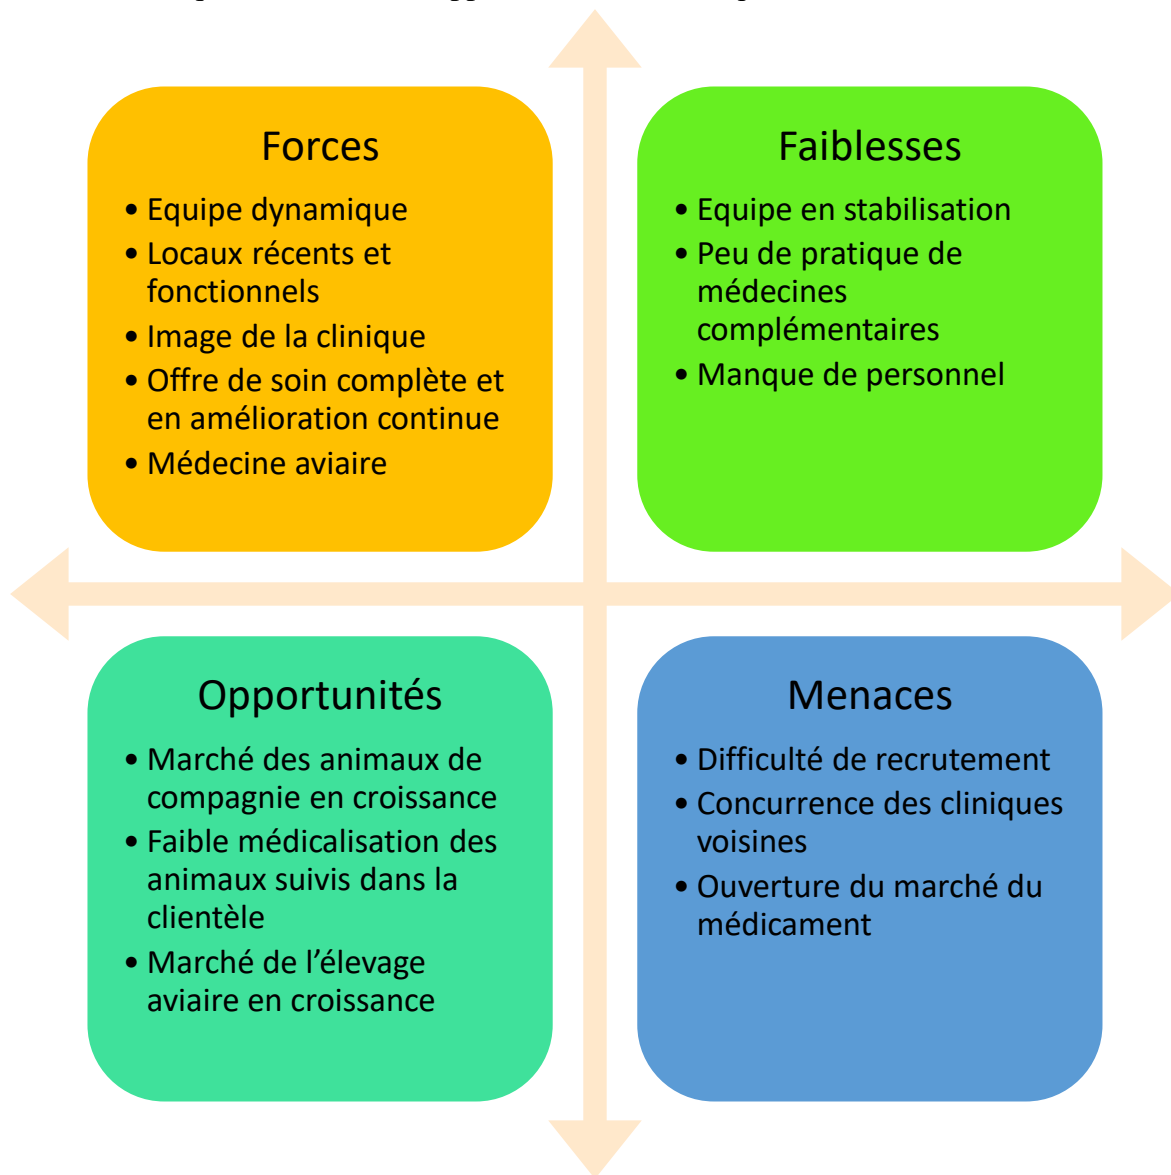 Forces
• Equipe dynamique
• Locaux récents et
fonctionnels
• Image de la clinique
• Offre de soin complète et
en amélioration continue
• Médecine aviaire
Faiblesses
• Equipe en stabilisation
• Peu de pratique de
médecines
complémentaires
• Manque de personnel
Opportunités
• Marché des animaux de
compagnie en croissance
• Faible médicalisation des
animaux suivis dans la
clientèle
• Marché de l’élevage
aviaire en croissance
Menaces
• Difficulté de recrutement
• Concurrence des cliniques
voisines
• Ouverture du marché du
médicament